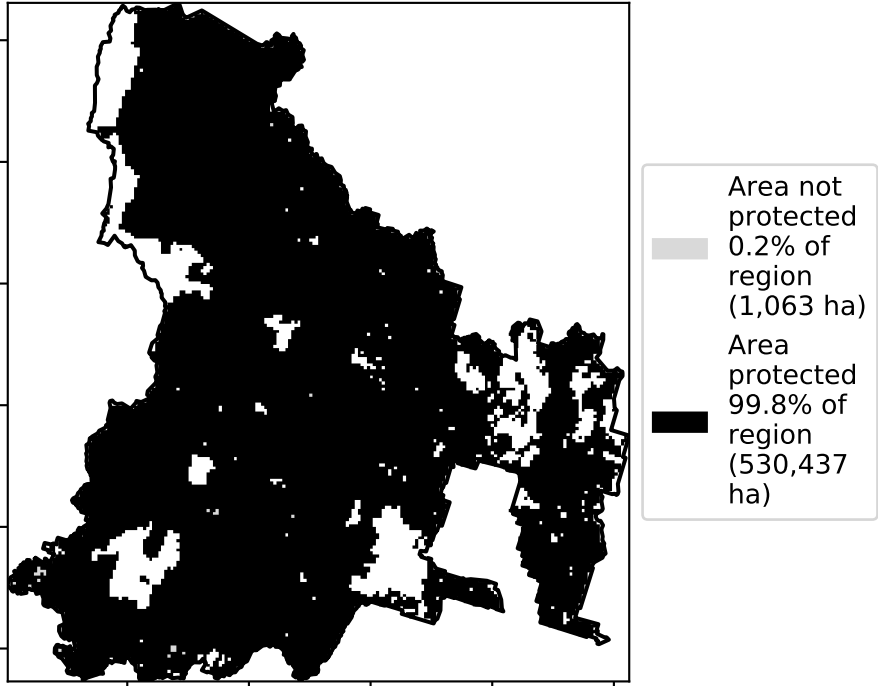 Area not
protected
0.2% of
region
(1,063 ha)
Area
protected
99.8% of
region
(530,437
ha)